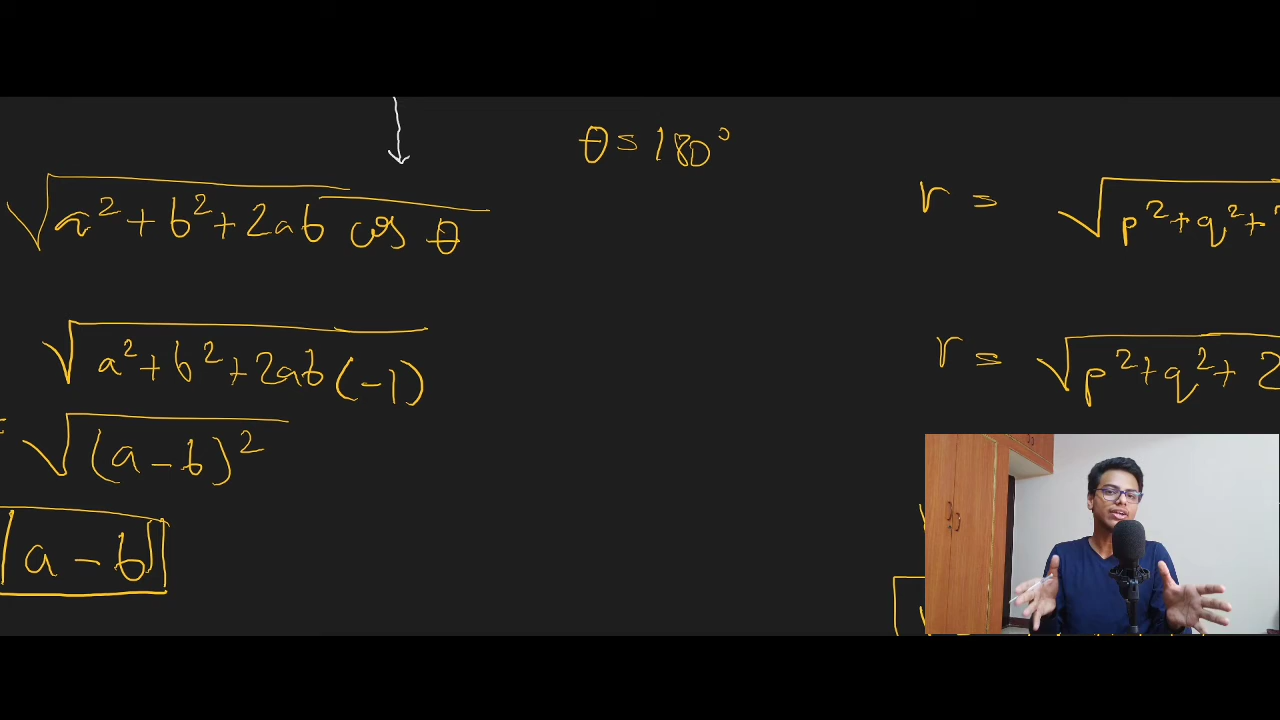 θ = 180°
√a² + b² + 2ab cos θ
r = √p² + q² +
√a² + b² + 2ab (-1)
r = √p² + q² + 2
= √(a - b)²
|a - b|